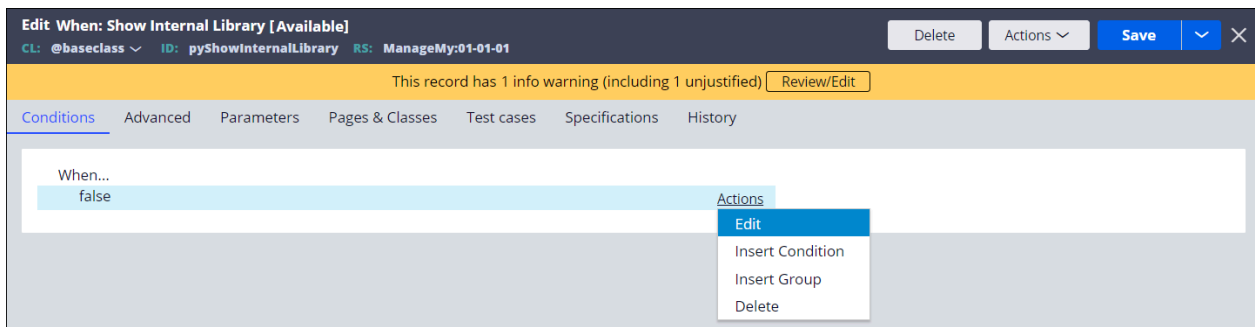 Edit When: Show Internal Library [Available]
CL: @baseclass ID: pyShowInternalLibrary RS: ManageMy:01-01-01
Delete Actions Save
This record has 1 info warning (including 1 unjustified) Review/Edit
Conditions Advanced Parameters Pages & Classes Test cases Specifications History
When...
false Actions
Edit
Insert Condition
Insert Group
Delete